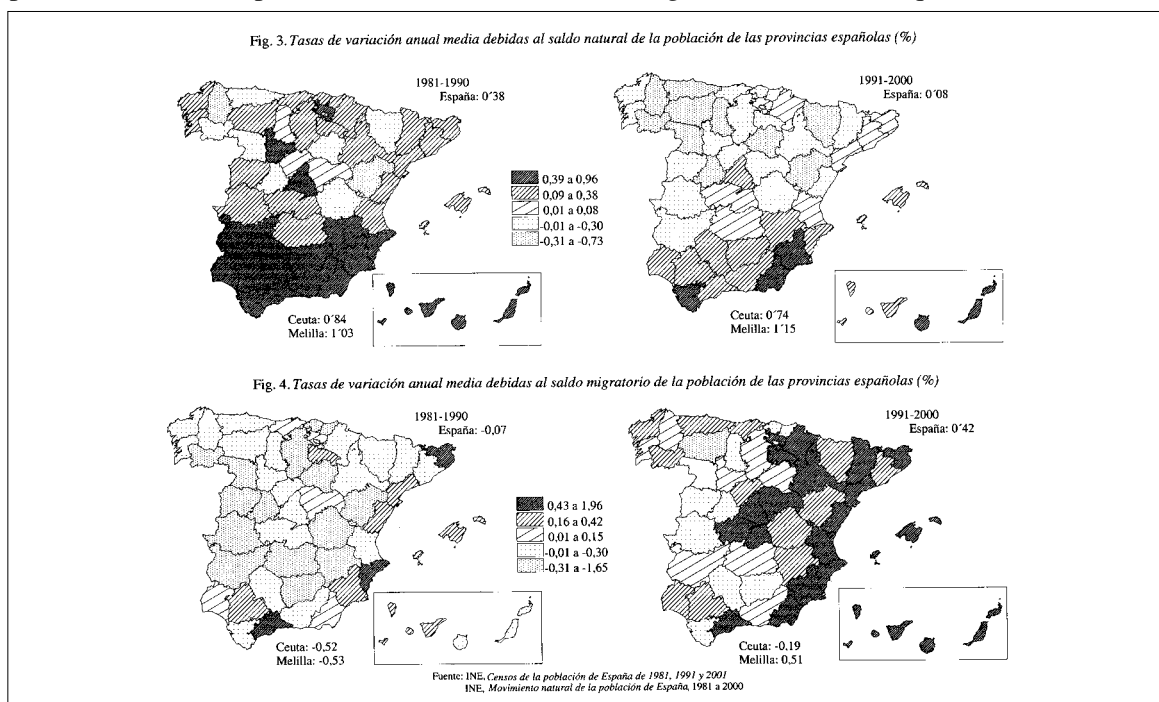 Fig. 3. Tasas de variación anual media debidas al saldo natural de la población de las provincias españolas (%)
1981-1990
España: 0´38
1991-2000
España: 0´08
0,39 a 0,96
0,09 a 0,38
0,01 a 0,08
-0,01 a -0,30
-0,31 a -0,73
Ceuta: 0´84
Melilla: 1´03
Ceuta: 0´74
Melilla: 1´15
Fig. 4. Tasas de variación anual media debidas al saldo migratorio de la población de las provincias españolas (%)
1981-1990
España: -0,07
1991-2000
España: 0´42
0,43 a 1,96
0,16 a 0,42
0,01 a 0,15
-0,01 a -0,30
-0,31 a -1,65
Ceuta: -0,52
Melilla: -0,53
Ceuta: -0,19
Melilla: 0,51
Fuente: INE, Censos de la población de España de 1981, 1991 y 2001
INE, Movimiento natural de la población de España, 1981 a 2000